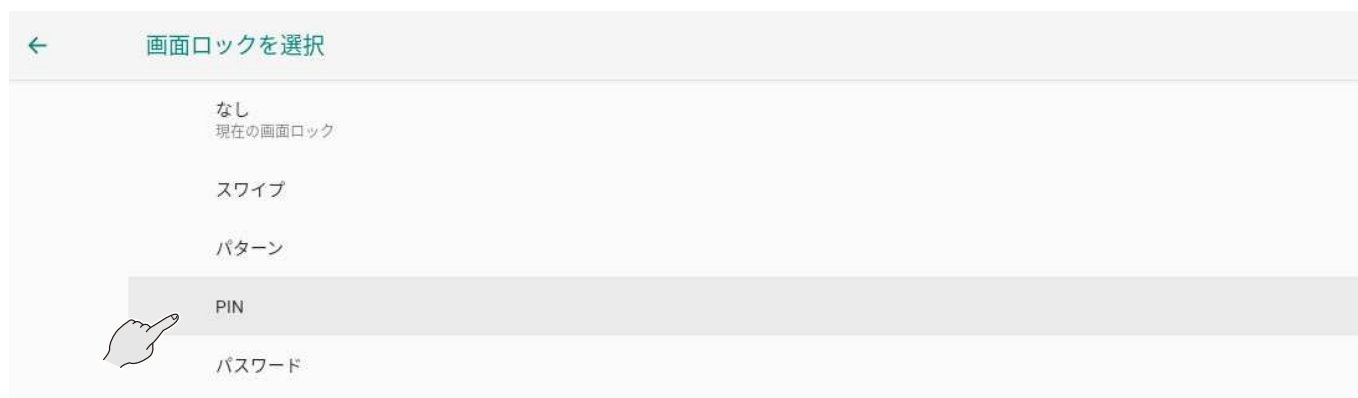 画面ロックを選択
なし
現在の画面ロック
スワイプ
パターン
PIN
パスワード